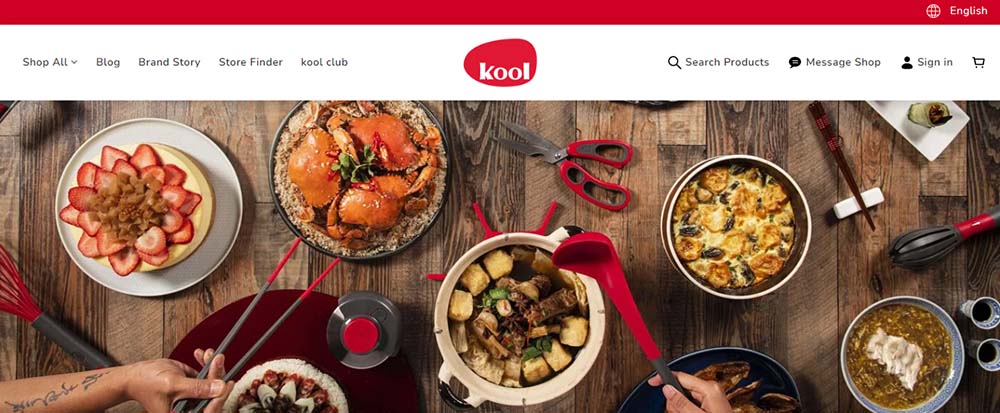 English
Shop All
Blog
Brand Story
Store Finder
kool club
kool
Search Products
Message Shop
Sign in